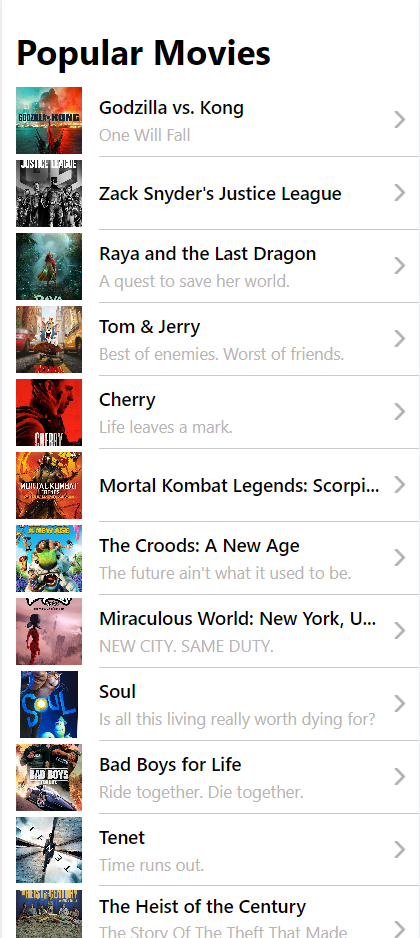 Popular Movies
GODZILLA KONG
Godzilla vs. Kong
One Will Fall
JUSTICE LEAGUE
Zack Snyder's Justice League
RAYA
Raya and the Last Dragon
A quest to save her world.
Tom & Jerry
Best of enemies. Worst of friends.
CHERRY
Cherry
Life leaves a mark.
MORTAL KOMBAT
LEGENDS
Mortal Kombat Legends: Scorpi...
A NEW AGE
The Croods: A New Age
The future ain't what it used to be.
Miraculous World: New York, U...
NEW CITY. SAME DUTY.
SOUL
Soul
Is all this living really worth dying for?
BAD BOYS
Bad Boys for Life
Ride together. Die together.
TENET
Tenet
Time runs out.
The Heist of the Century
The Story Of The Theft That Made